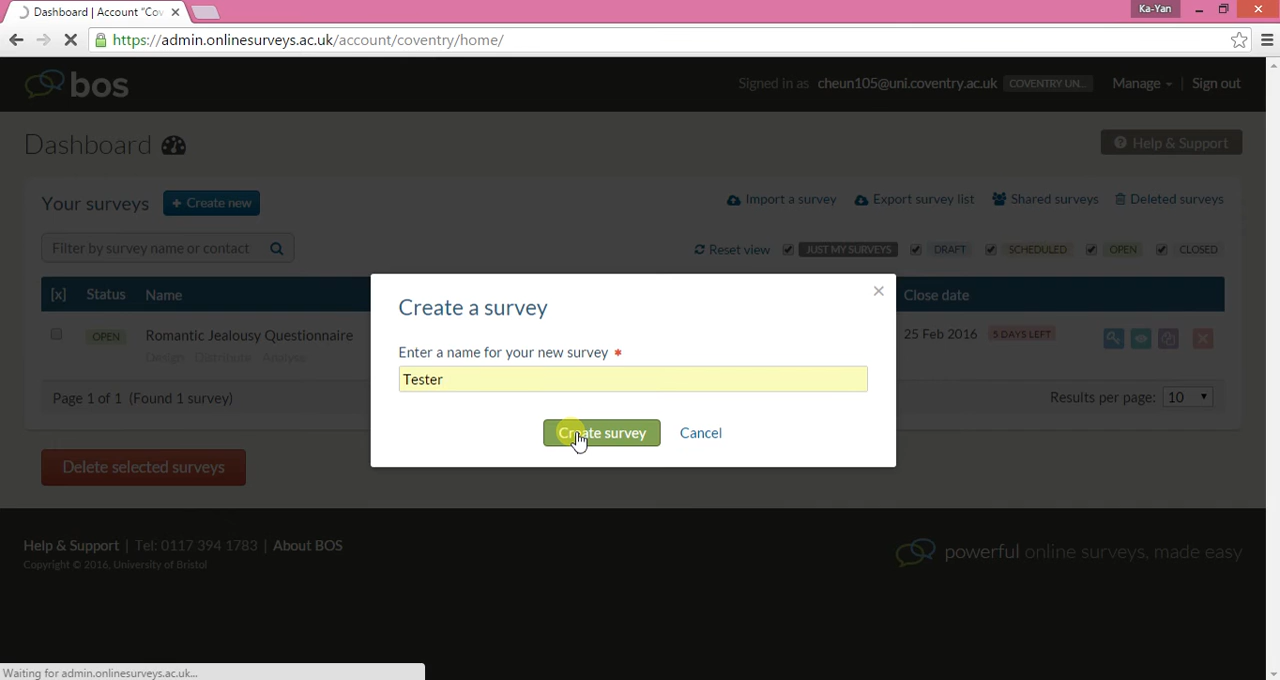 Dashboard | Account "Cov
Ka-Yan
https://admin.onlinesurveys.ac.uk/account/coventry/home/
bos
Signed in as cheun105@uni.coventry.ac.uk COVENTRY UN... Manage | Sign out
Dashboard
Help & Support
Your surveys + Create new
Import a survey Export survey list Shared surveys Deleted surveys
Filter by survey name or contact
Reset view JUST MY SURVEYS DRAFT SCHEDULED OPEN CLOSED
[x] Status Name Close date
OPEN Romantic Jealousy Questionnaire 25 Feb 2016 5 DAYS LEFT
Design Distribute Analyse
Page 1 of 1 (Found 1 survey) Results per page: 10
Delete selected surveys
Create a survey
Enter a name for your new survey *
Tester
Create survey Cancel
Help & Support | Tel: 0117 394 1783 | About BOS
Copyright © 2016, University of Bristol
powerful online surveys, made easy
Waiting for admin.onlinesurveys.ac.uk...